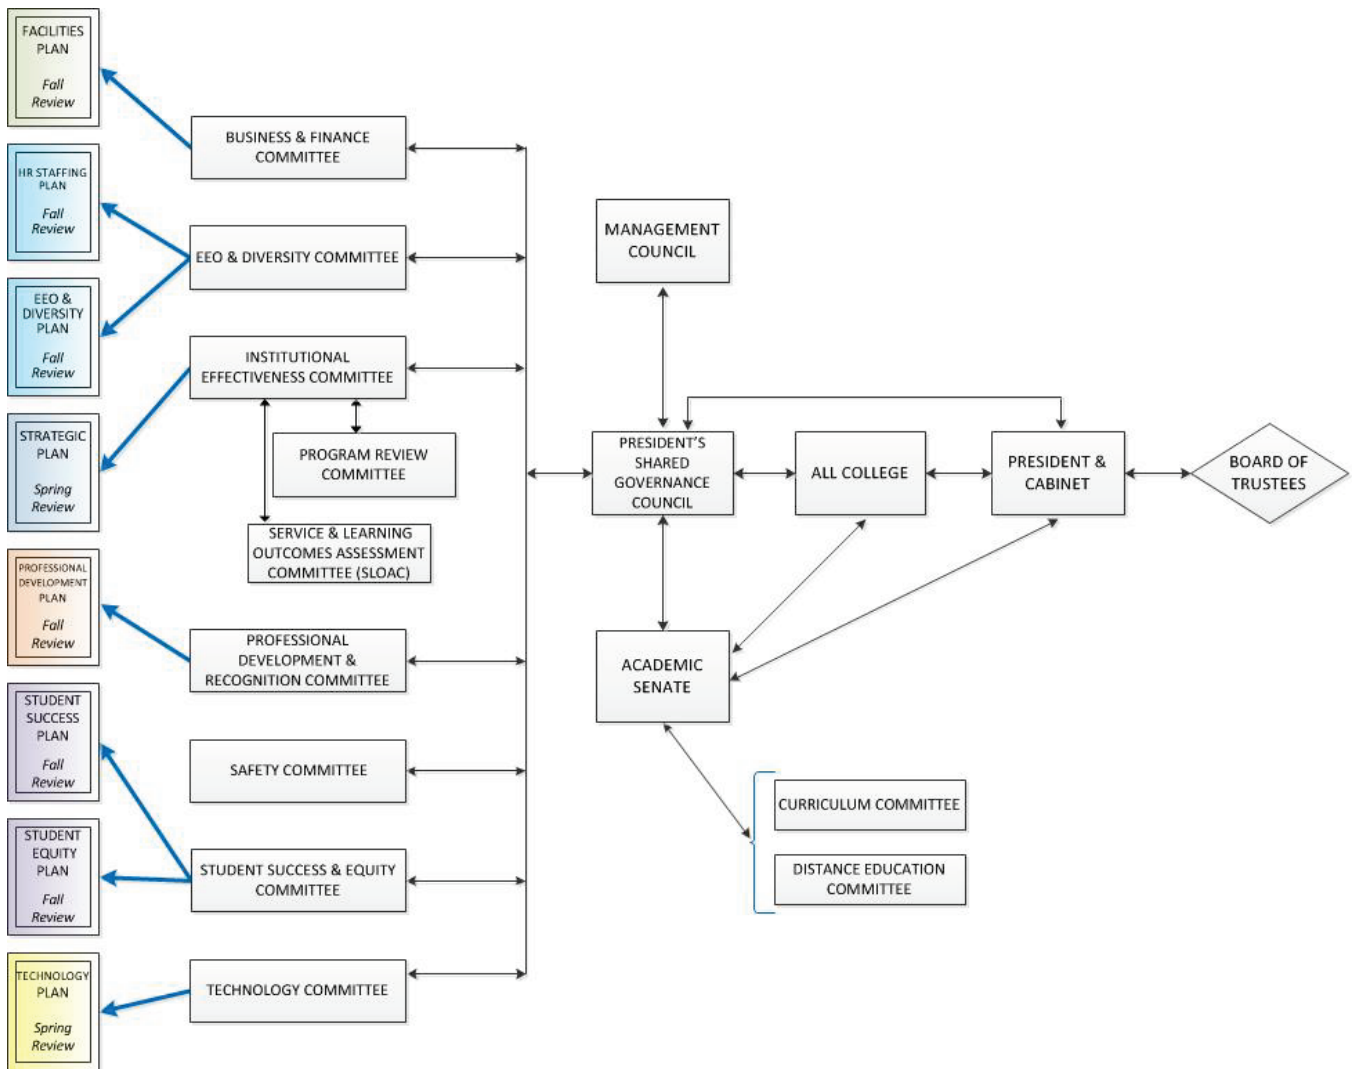 FACILITIES
PLAN
Fall
Review
HR STAFFING
PLAN
Fall
Review
EEO &
DIVERSITY
PLAN
Fall
Review
STRATEGIC
PLAN
Spring
Review
PROFESSIONAL
DEVELOPMENT
PLAN
Fall
Review
STUDENT
SUCCESS
PLAN
Fall
Review
STUDENT
EQUITY
PLAN
Fall
Review
TECHNOLOGY
PLAN
Spring
Review
BUSINESS & FINANCE
COMMITTEE
EEO & DIVERSITY COMMITTEE
INSTITUTIONAL
EFFECTIVENESS COMMITTEE
PROGRAM REVIEW
COMMITTEE
SERVICE & LEARNING
OUTCOMES ASSESSMENT
COMMITTEE (SLOAC)
PROFESSIONAL
DEVELOPMENT &
RECOGNITION COMMITTEE
SAFETY COMMITTEE
STUDENT SUCCESS & EQUITY
COMMITTEE
TECHNOLOGY COMMITTEE
MANAGEMENT
COUNCIL
PRESIDENT’S
SHARED
GOVERNANCE
COUNCIL
ALL COLLEGE
PRESIDENT &
CABINET
BOARD OF
TRUSTEES
ACADEMIC
SENATE
CURRICULUM COMMITTEE
DISTANCE EDUCATION
COMMITTEE